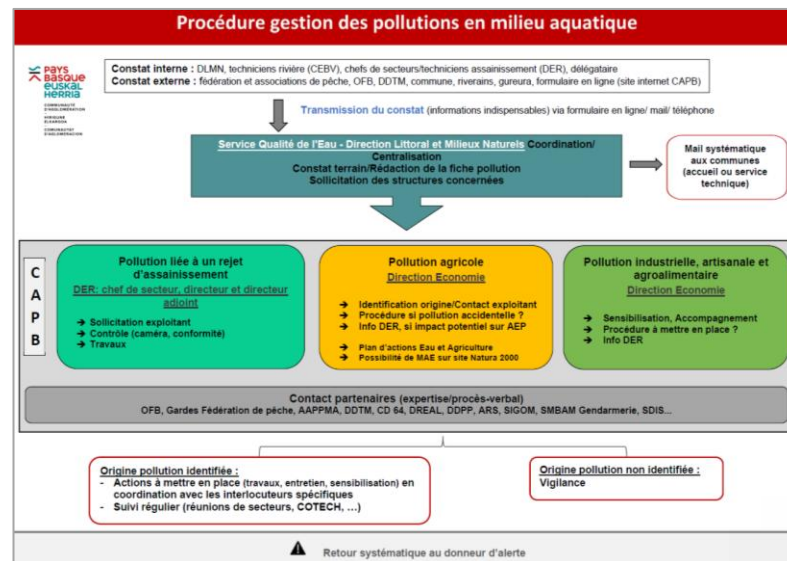 Procédure gestion des pollutions en milieu aquatique
PAYS
BASQUE
EUSKAL
HERRIA
COMMUNAUTÉ
D'AGGLOMÉRATION
HIRIGUNE
ELKARGOA
COMUNAUTAT
D'AGLOMERACION
Constat interne : DLMN, techniciens rivière (CEBV), chefs de secteurs/techniciens assainissement (DER), délégataire
Constat externe : fédération et associations de pêche, OFB, DDTM, commune, riverains, gureura, formulaire en ligne (site internet CAPB)
Transmission du constat (informations indispensables) via formulaire en ligne/ mail/ téléphone
Service Qualité de l'Eau - Direction Littoral et Milieux Naturels Coordination/
Centralisation
Constat terrain/Rédaction de la fiche pollution
Sollicitation des structures concernées
Mail systématique
aux communes
(accueil ou service
technique)
C
A
P
B
Pollution liée à un rejet
d'assainissement
DER: chef de secteur, directeur et directeur
adjoint
➔ Sollicitation exploitant
➔ Contrôle (caméra, conformité)
➔ Travaux
Pollution agricole
Direction Economie
➔ Identification origine/Contact exploitant
➔ Procédure si pollution accidentelle ?
➔ Info DER, si impact potentiel sur AEP
➔ Plan d'actions Eau et Agriculture
➔ Possibilité de MAE sur site Natura 2000
Pollution industrielle, artisanale et
agroalimentaire
Direction Economie
➔ Sensibilisation, Accompagnement
➔ Procédure à mettre en place ?
➔ Info DER
Contact partenaires (expertise/procès-verbal)
OFB, Gardes Fédération de pêche, AAPPMA, DDTM, CD 64, DREAL, DDPP, ARS, SIGOM, SMBAM Gendarmerie, SDIS...
Origine pollution identifiée :
- Actions à mettre en place (travaux, entretien, sensibilisation) en
coordination avec les interlocuteurs spécifiques
- Suivi régulier (réunions de secteurs, COTECH, ...)
Origine pollution non identifiée :
Vigilance
Retour systématique au donneur d'alerte